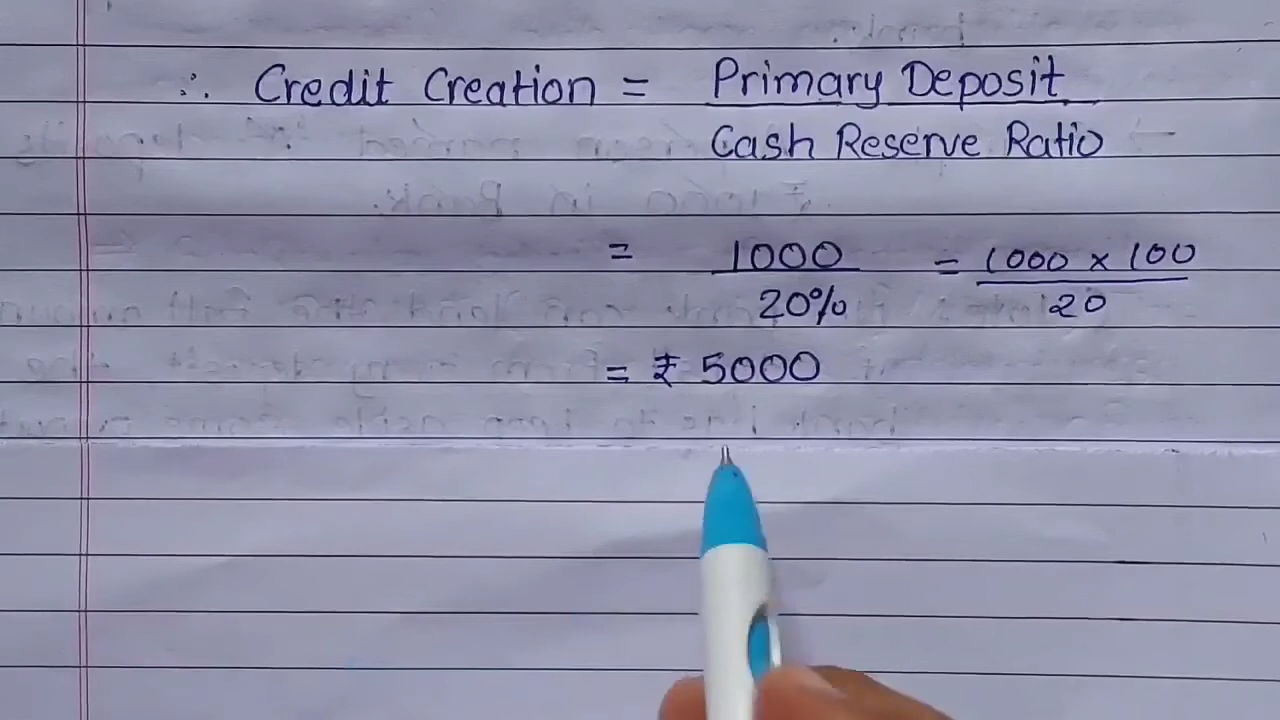 ∴ Credit Creation = Primary Deposit
Cash Reserve Ratio
= 1000 = 1000 × 100
20% 20
= ₹ 5000